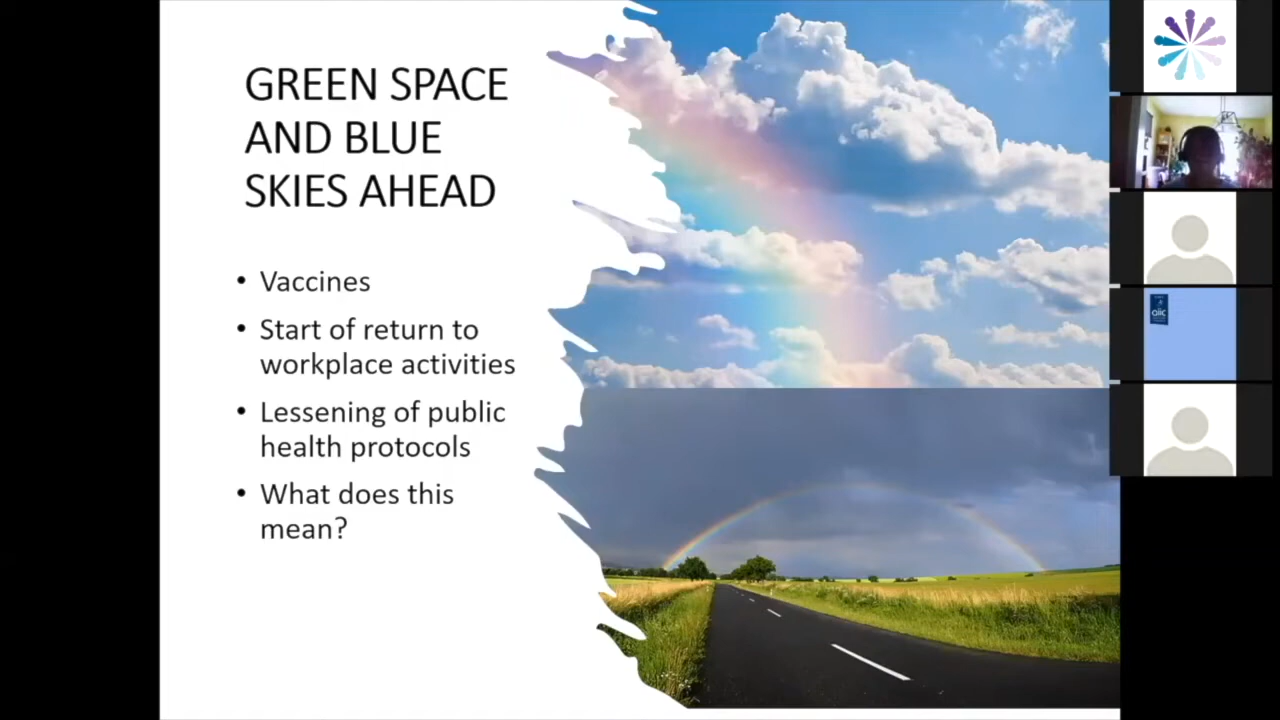 GREEN SPACE
AND BLUE
SKIES AHEAD
• Vaccines
• Start of return to
workplace activities
• Lessening of public
health protocols
• What does this
mean?
aiic